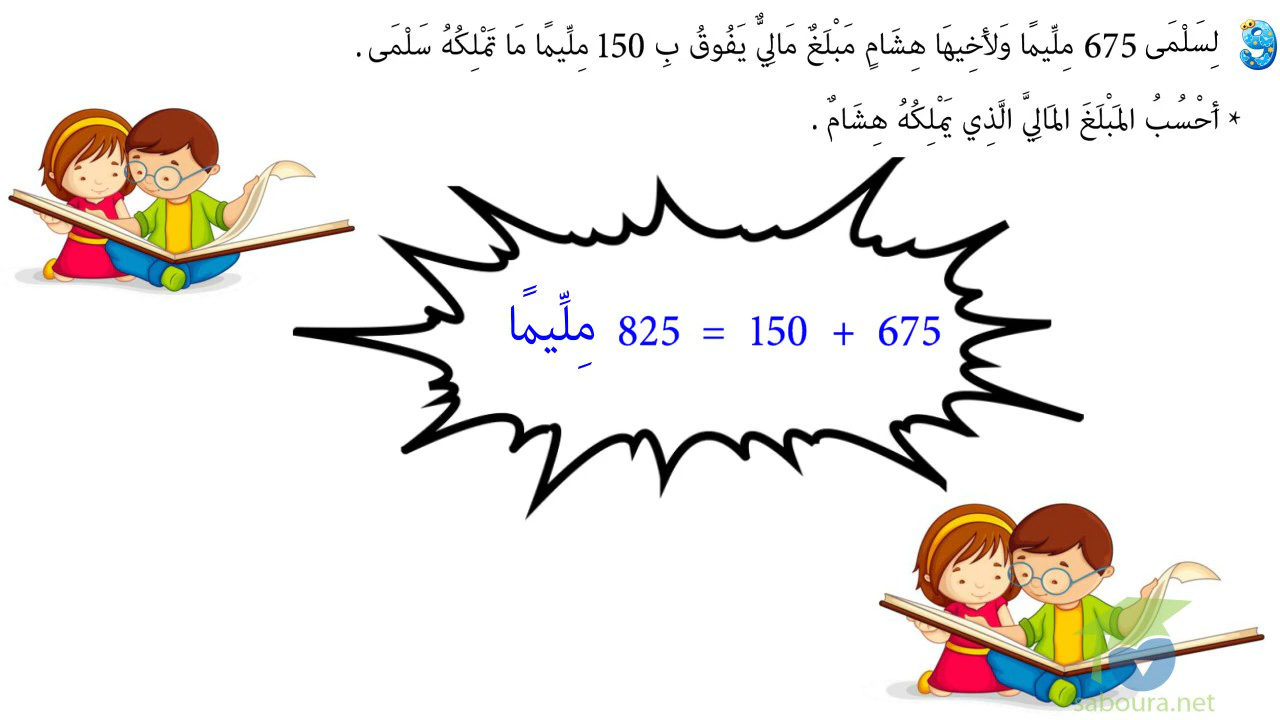 9 لِسَلْمَى 675 مِلِّيمًا وَلأَخِيهَا هِشَامٍ مَبْلَغٌ مَالِيٌّ يَفُوقُ بِ 150 مِلِّيمًا مَا تَمْلِكُهُ سَلْمَى .
* أَحْسُبُ المَبْلَغَ المَالِيَّ الَّذِي يَمْلِكُهُ هِشَامٌ .
675 + 150 = 825 مِلِّيمًا
saboura.net